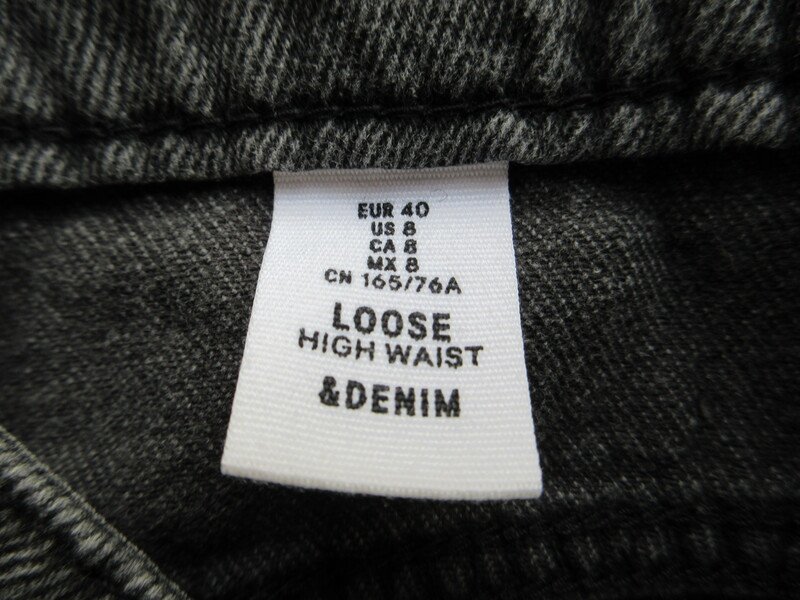 EUR 40
US 8
CA 8
MX 8
CN 165/76A
LOOSE
HIGH WAIST
&DENIM